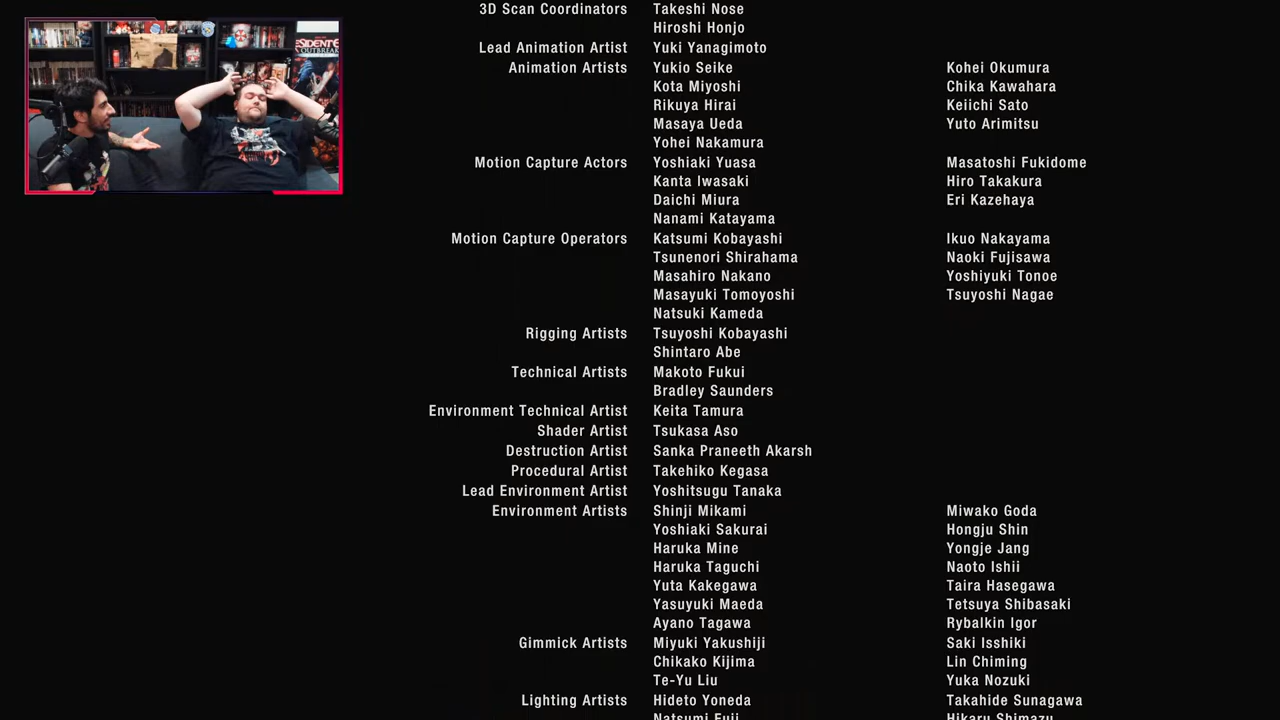 3D Scan Coordinators Takeshi Nose
Hiroshi Honjo
Lead Animation Artist Yuki Yanagimoto
Animation Artists Yukio Seike Kohei Okumura
Kota Miyoshi Chika Kawahara
Rikuya Hirai Keiichi Sato
Masaya Ueda Yuto Arimitsu
Yohei Nakamura
Motion Capture Actors Yoshiaki Yuasa Masatoshi Fukidome
Kanta Iwasaki Hiro Takakura
Daichi Miura Eri Kazehaya
Nanami Katayama
Motion Capture Operators Katsumi Kobayashi Ikuo Nakayama
Tsunenori Shirahama Naoki Fujisawa
Masahiro Nakano Yoshiyuki Tonoe
Masayuki Tomoyoshi Tsuyoshi Nagae
Natsuki Kameda
Rigging Artists Tsuyoshi Kobayashi
Shintaro Abe
Technical Artists Makoto Fukui
Bradley Saunders
Environment Technical Artist Keita Tamura
Shader Artist Tsukasa Aso
Destruction Artist Sanka Praneeth Akarsh
Procedural Artist Takehiko Kegasa
Lead Environment Artist Yoshitsugu Tanaka
Environment Artists Shinji Mikami Miwako Goda
Yoshiaki Sakurai Hongju Shin
Haruka Mine Yongje Jang
Haruka Taguchi Naoto Ishii
Yuta Kakegawa Taira Hasegawa
Yasuyuki Maeda Tetsuya Shibasaki
Ayano Tagawa Rybalkin Igor
Gimmick Artists Miyuki Yakushiji Saki Isshiki
Chikako Kijima Lin Chiming
Te-Yu Liu Yuka Nozuki
Lighting Artists Hideto Yoneda Takahide Sunagawa
Natsumi Fuji Hikaru Shimazu